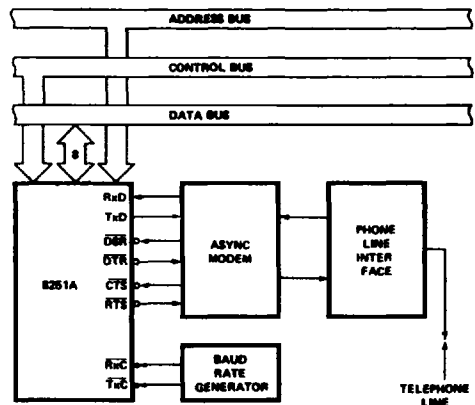 ADDRESS BUS
CONTROL BUS
DATA BUS
8
8251A
RxD
TxD
DSR
DTR
CTS
RTS
RxC
TxC
ASYNC
MODEM
PHONE
LINE
INTER
FACE
BAUD
RATE
GENERATOR
TELEPHONE
LINE